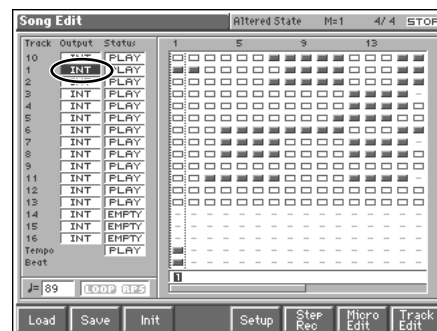 Song Edit Altered State M=1 4/4 STOP
Track Output Status 1 5 9 13
10 INT PLAY
1 INT PLAY
2 INT PLAY
3 INT PLAY
4 INT PLAY
5 INT PLAY
6 INT PLAY
7 INT PLAY
8 INT PLAY
9 INT PLAY
11 INT PLAY
12 INT PLAY
13 INT PLAY
14 INT EMPTY
15 INT EMPTY
16 INT EMPTY
Tempo PLAY
Beat
1
♩= 89 LOOP RPS
Load Save Init Setup Step Rec Micro Edit Track Edit